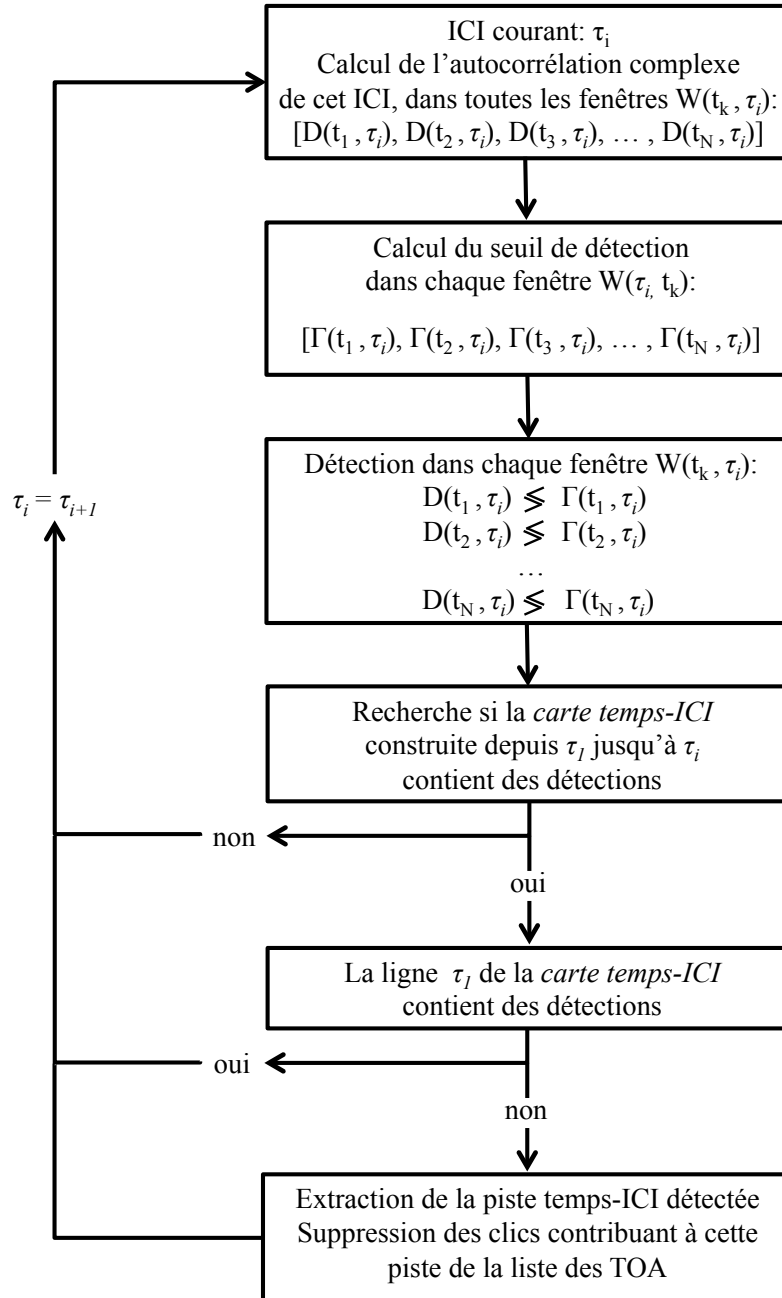 ICI courant: τi
Calcul de l’autocorrélation complexe
de cet ICI, dans toutes les fenêtres W(tk , τi):
[D(t1 , τi), D(t2 , τi), D(t3 , τi), … , D(tN , τi)]
Calcul du seuil de détection
dans chaque fenêtre W(τi, tk):
[Γ(t1 , τi), Γ(t2 , τi), Γ(t3 , τi), … , Γ(tN , τi)]
Détection dans chaque fenêtre W(tk , τi):
D(t1 , τi) ≶ Γ(t1 , τi)
D(t2 , τi) ≶ Γ(t2 , τi)
…
D(tN , τi) ≶ Γ(tN , τi)
τi = τi+1
Recherche si la carte temps-ICI
construite depuis τ1 jusqu’à τi
contient des détections
non
oui
La ligne τ1 de la carte temps-ICI
contient des détections
oui
non
Extraction de la piste temps-ICI détectée
Suppression des clics contribuant à cette
piste de la liste des TOA